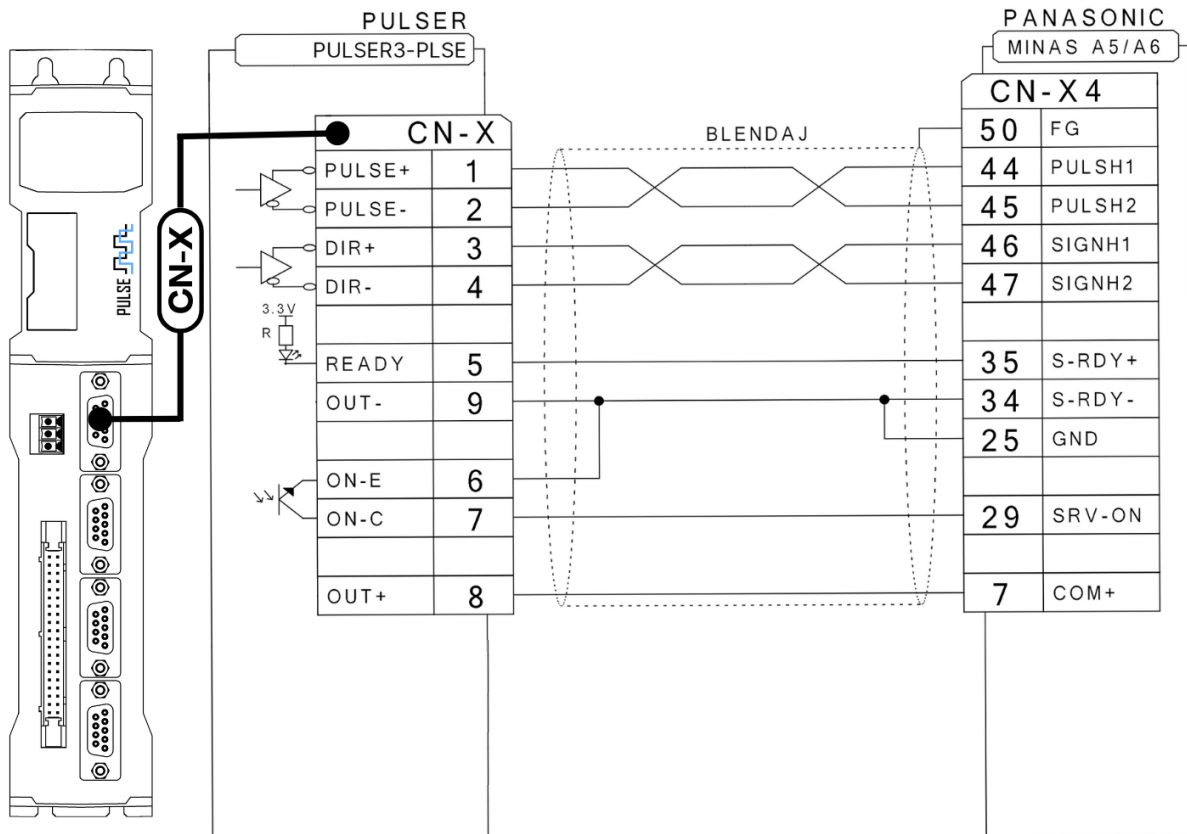 PULSER
PULSER3-PLSE
PANASONIC
MINAS A5/A6
CN-X
CN-X4
BLENDAJ
PULSE+ 1
PULSE- 2
DIR+ 3
DIR- 4
3.3V
R
READY 5
OUT- 9
ON-E 6
ON-C 7
OUT+ 8
50 FG
44 PULSH1
45 PULSH2
46 SIGNH1
47 SIGNH2
35 S-RDY+
34 S-RDY-
25 GND
29 SRV-ON
7 COM+
PULSE
CN-X